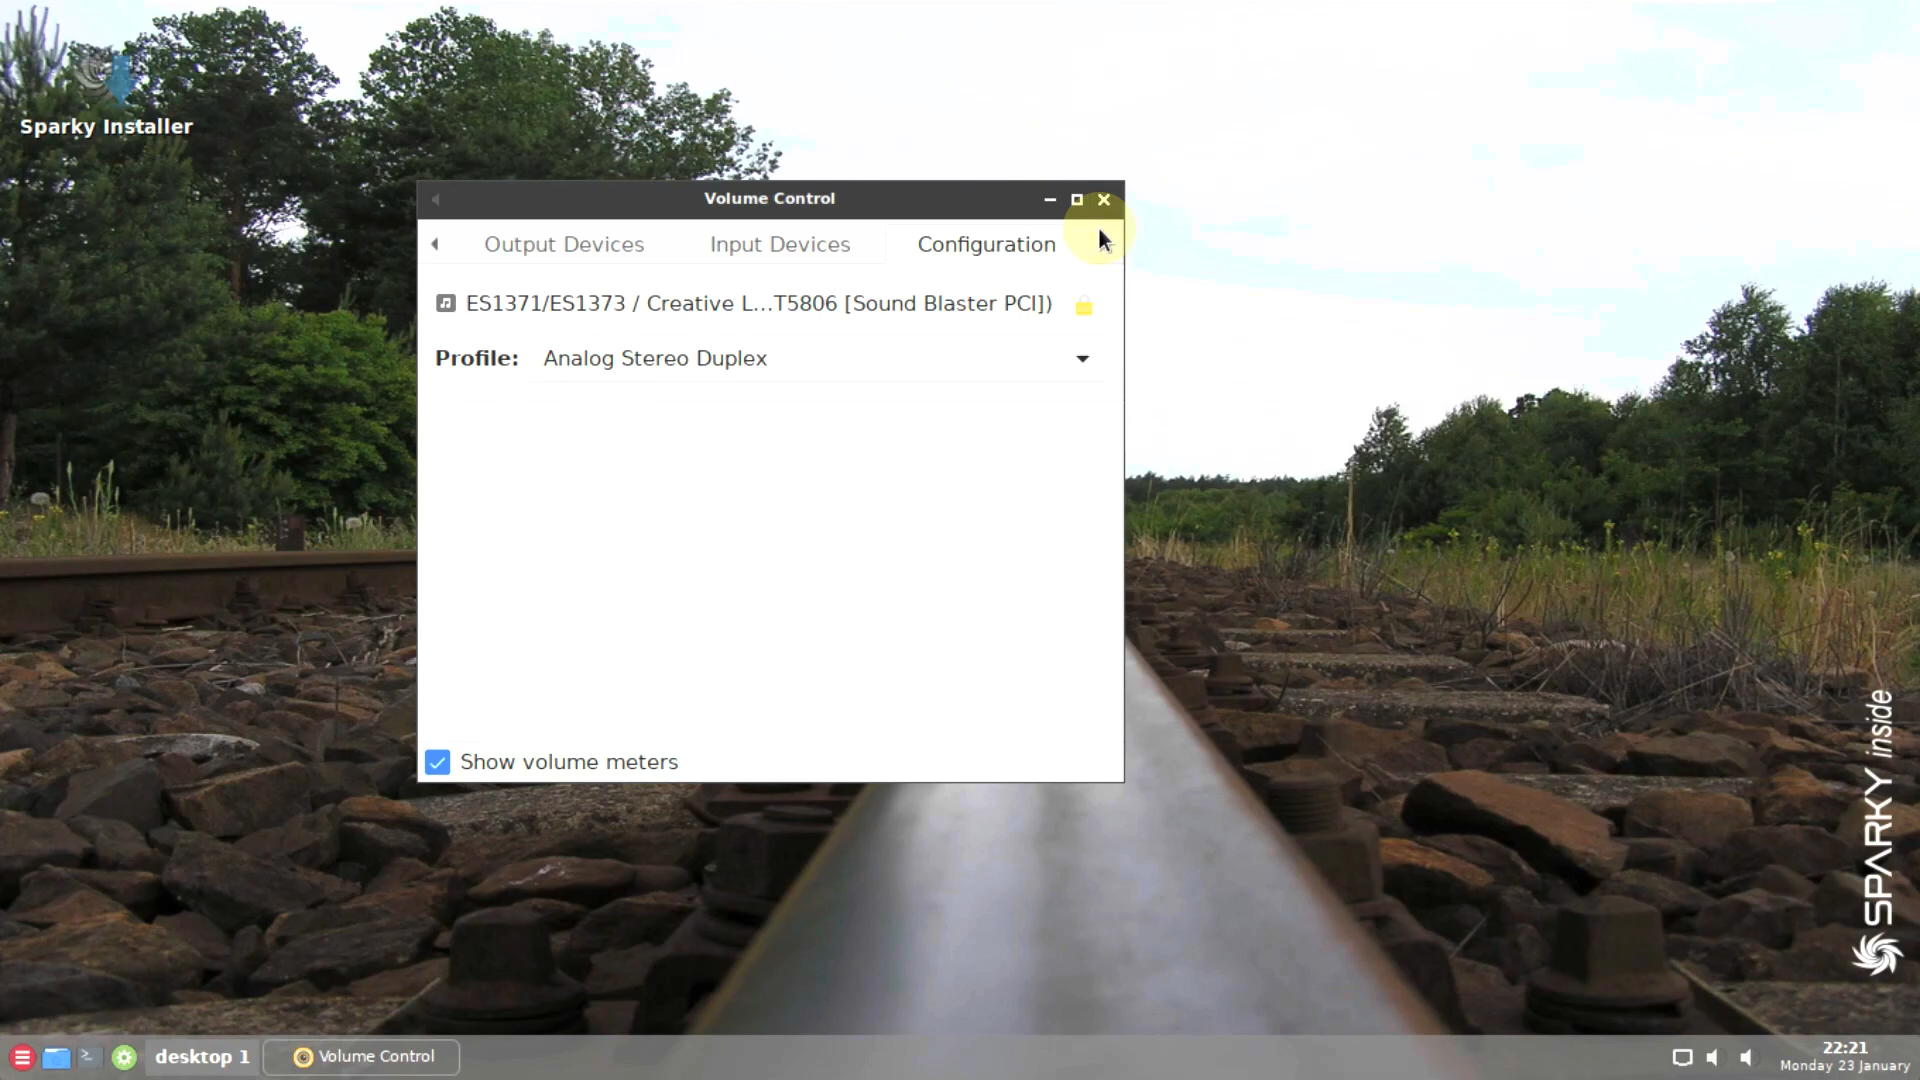 Sparky Installer
Volume Control
Output Devices
Input Devices
Configuration
ES1371/ES1373 / Creative L...T5806 [Sound Blaster PCI])
Profile: Analog Stereo Duplex
Show volume meters
SPARKY inside
desktop 1
Volume Control
22:21
Monday 23 January